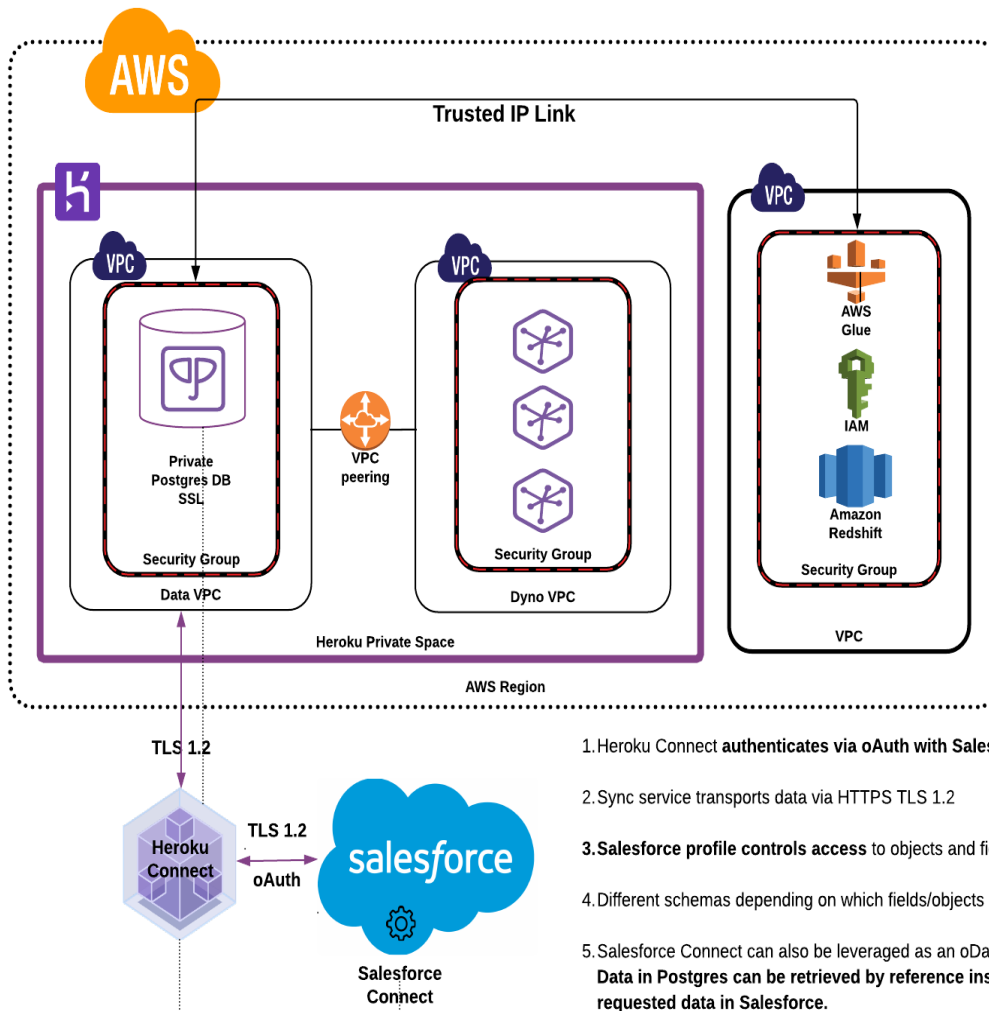 AWS
Trusted IP Link
VPC
VPC
VPC
AWS
Glue
IAM
Amazon
Redshift
Security Group
VPC
Private
Postgres DB
SSL
Security Group
Data VPC
VPC
peering
Security Group
Dyno VPC
Heroku Private Space
AWS Region
TLS 1.2
Heroku
Connect
TLS 1.2
oAuth
salesforce
Salesforce
Connect
1. Heroku Connect authenticates via oAuth with Sales
2. Sync service transports data via HTTPS TLS 1.2
3. Salesforce profile controls access to objects and fi
4. Different schemas depending on which fields/objects
5. Salesforce Connect can also be leveraged as an oDa
Data in Postgres can be retrieved by reference ins
requested data in Salesforce.